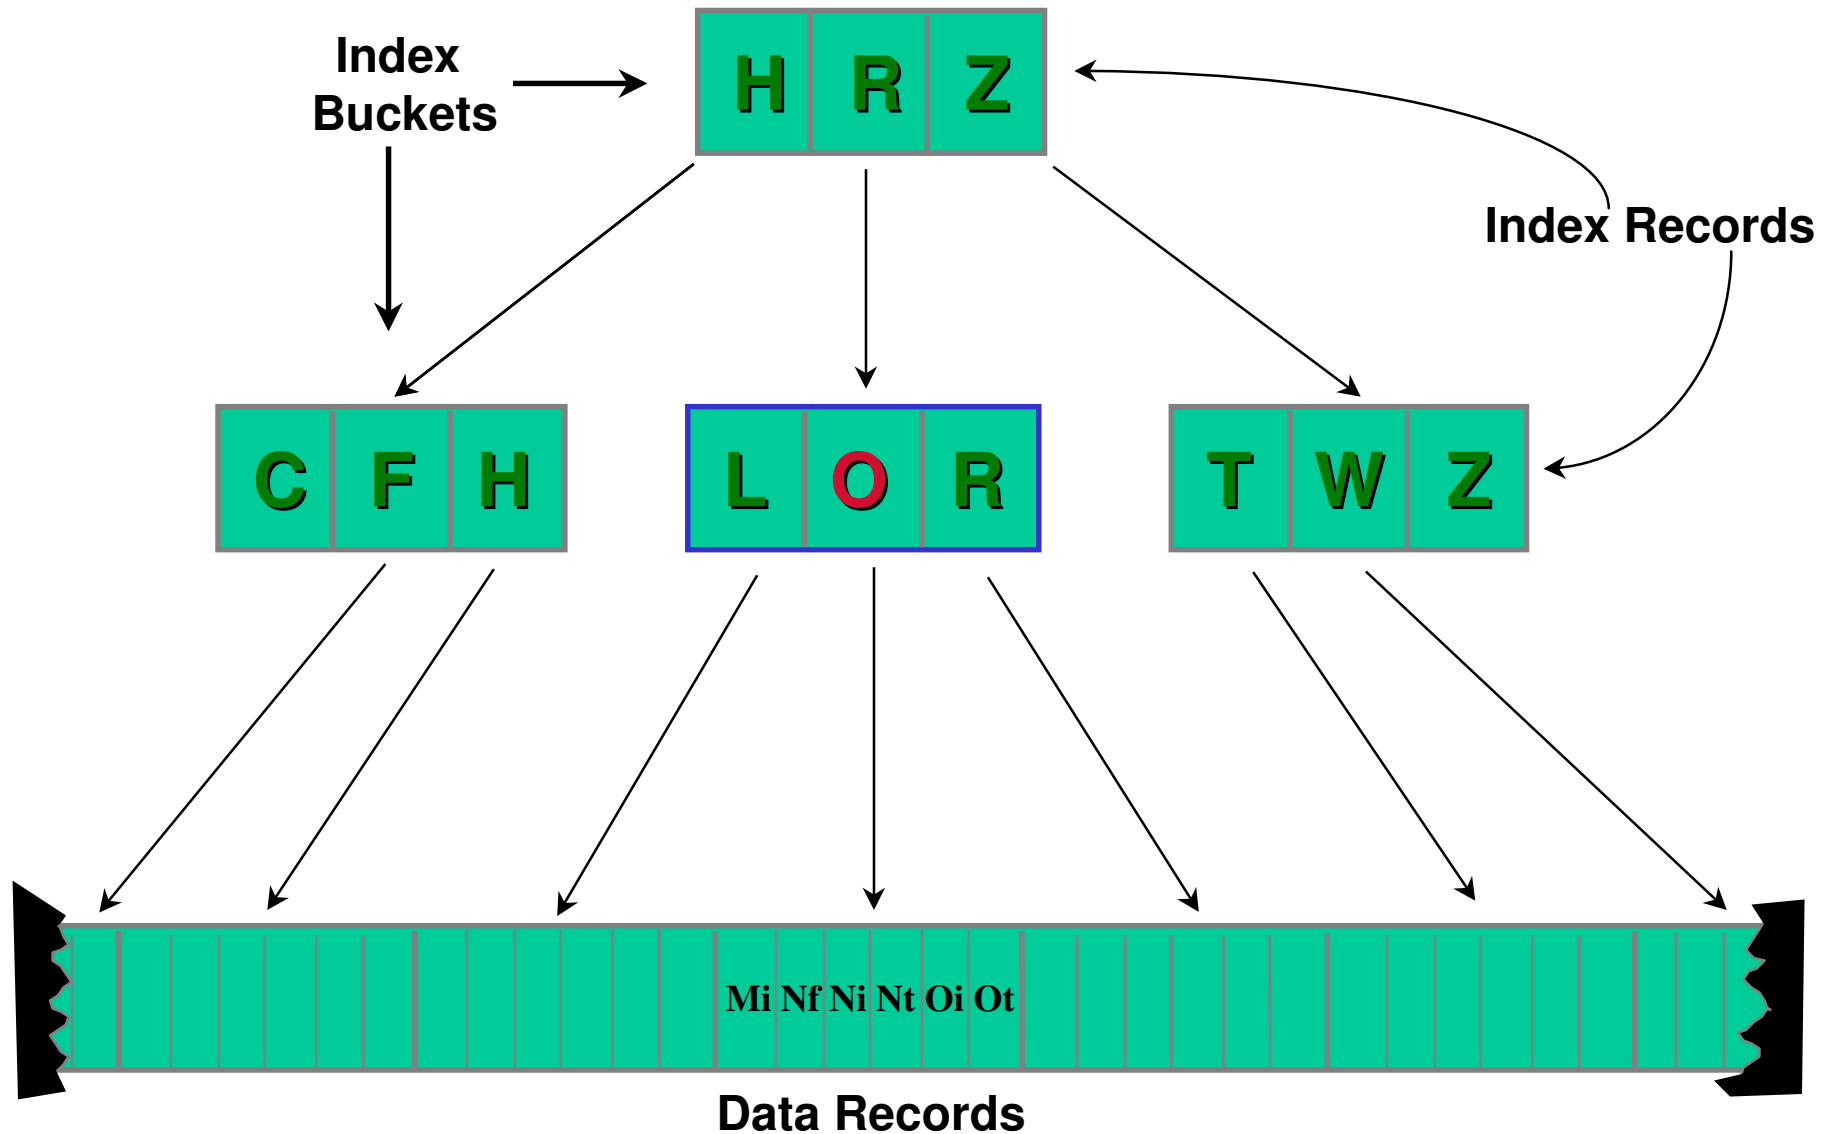 Index
Buckets
H R Z
Index Records
C F H
L O R
T W Z
Mi Nf Ni Nt Oi Ot
Data Records